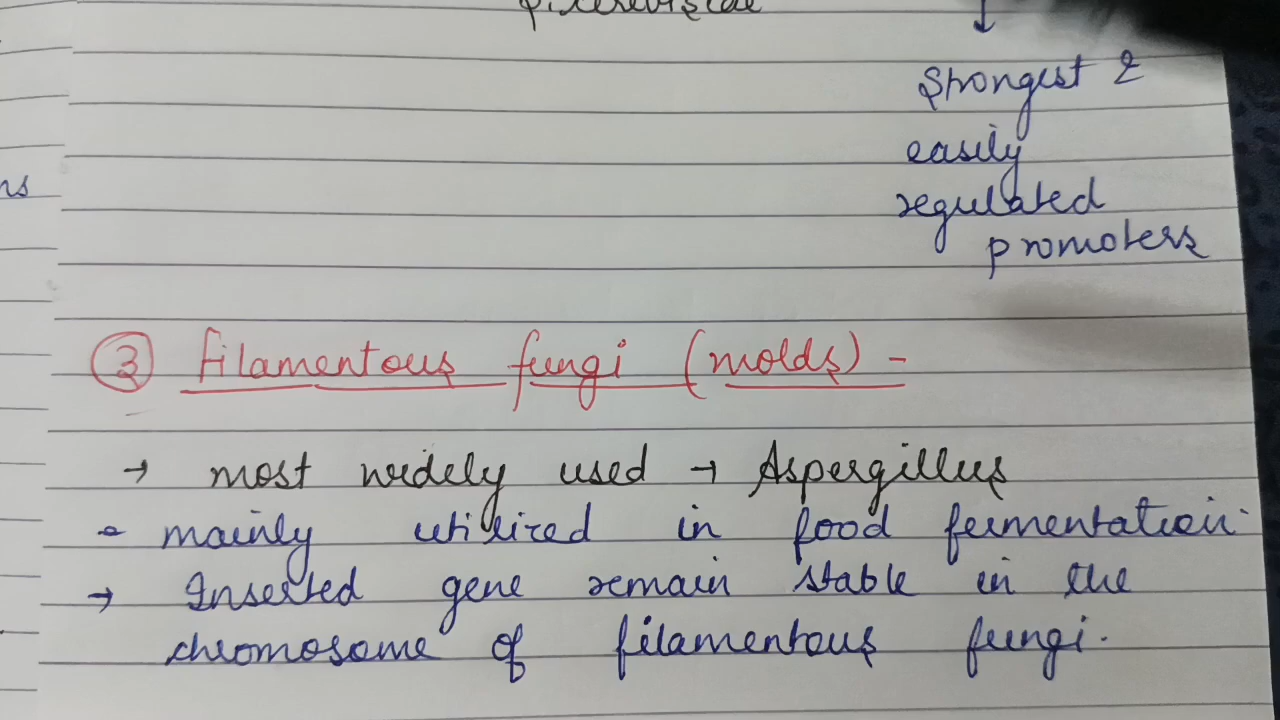 ns
Strongest &
easily
regulated
promoters
③ filamentous fungi (molds) -
→ most widely used → Aspergillus
- mainly utilized in food fermentation.
→ Inserted gene remain stable in the
chromosome of filamentous fungi.